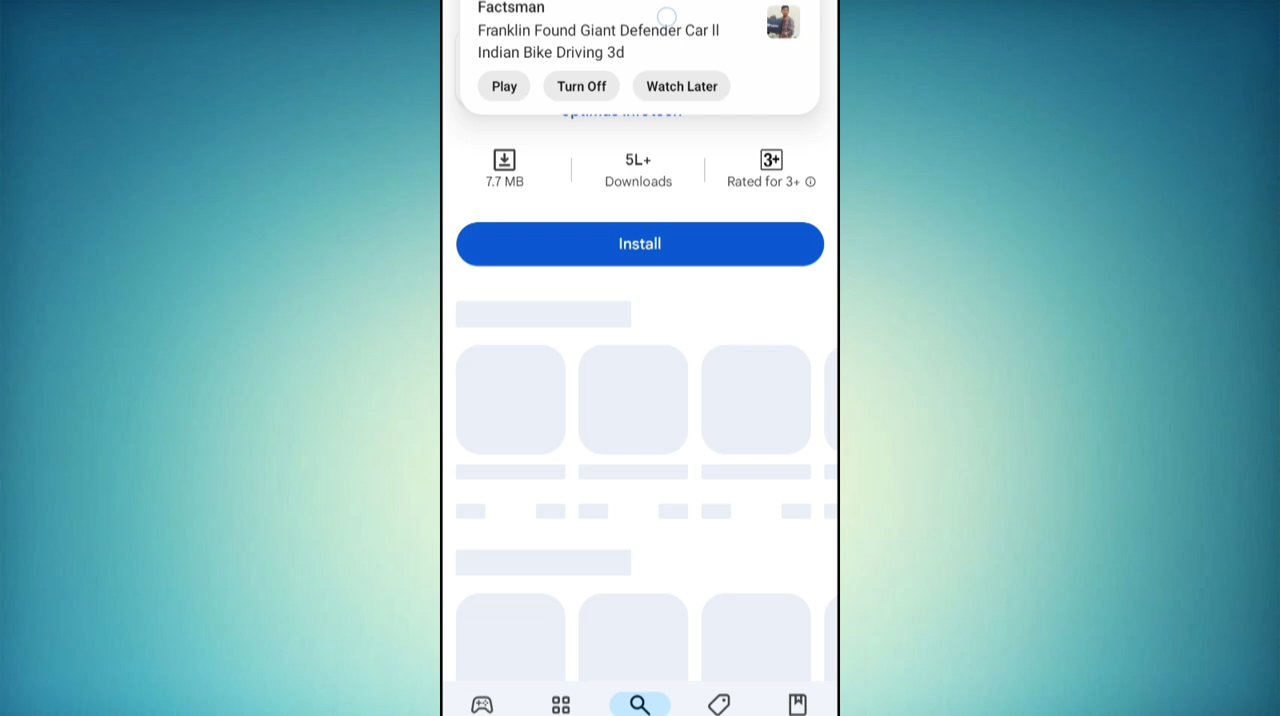 Factsman
Franklin Found Giant Defender Car ll
Indian Bike Driving 3d
Play
Turn Off
Watch Later
3+
5L+
7.7 MB
Downloads
Rated for 3+
Install